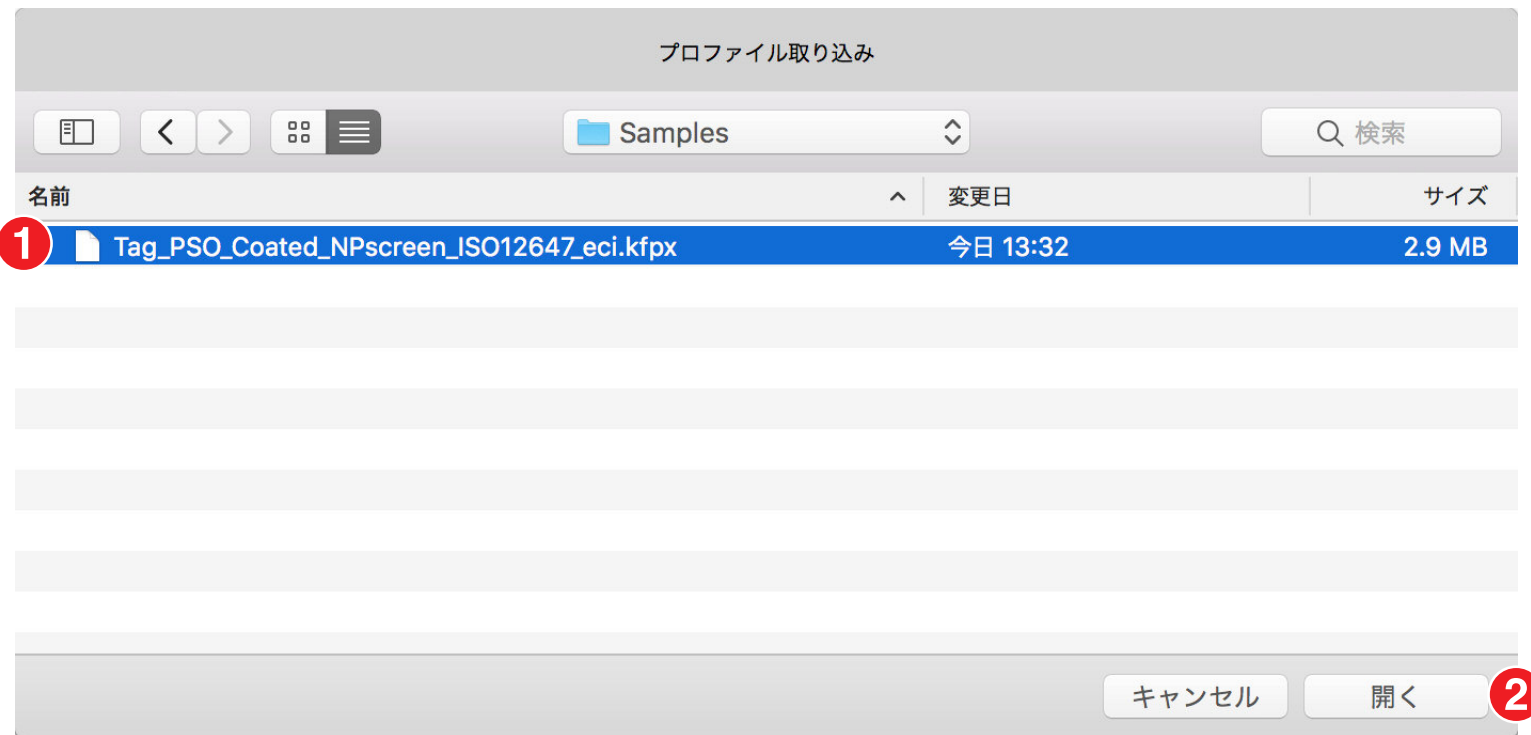 プロファイル取り込み
Samples 検索
名前 変更日 サイズ
1 Tag_PSO_Coated_NPscreen_ISO12647_eci.kfpx 今日 13:32 2.9 MB
キャンセル 開く 2